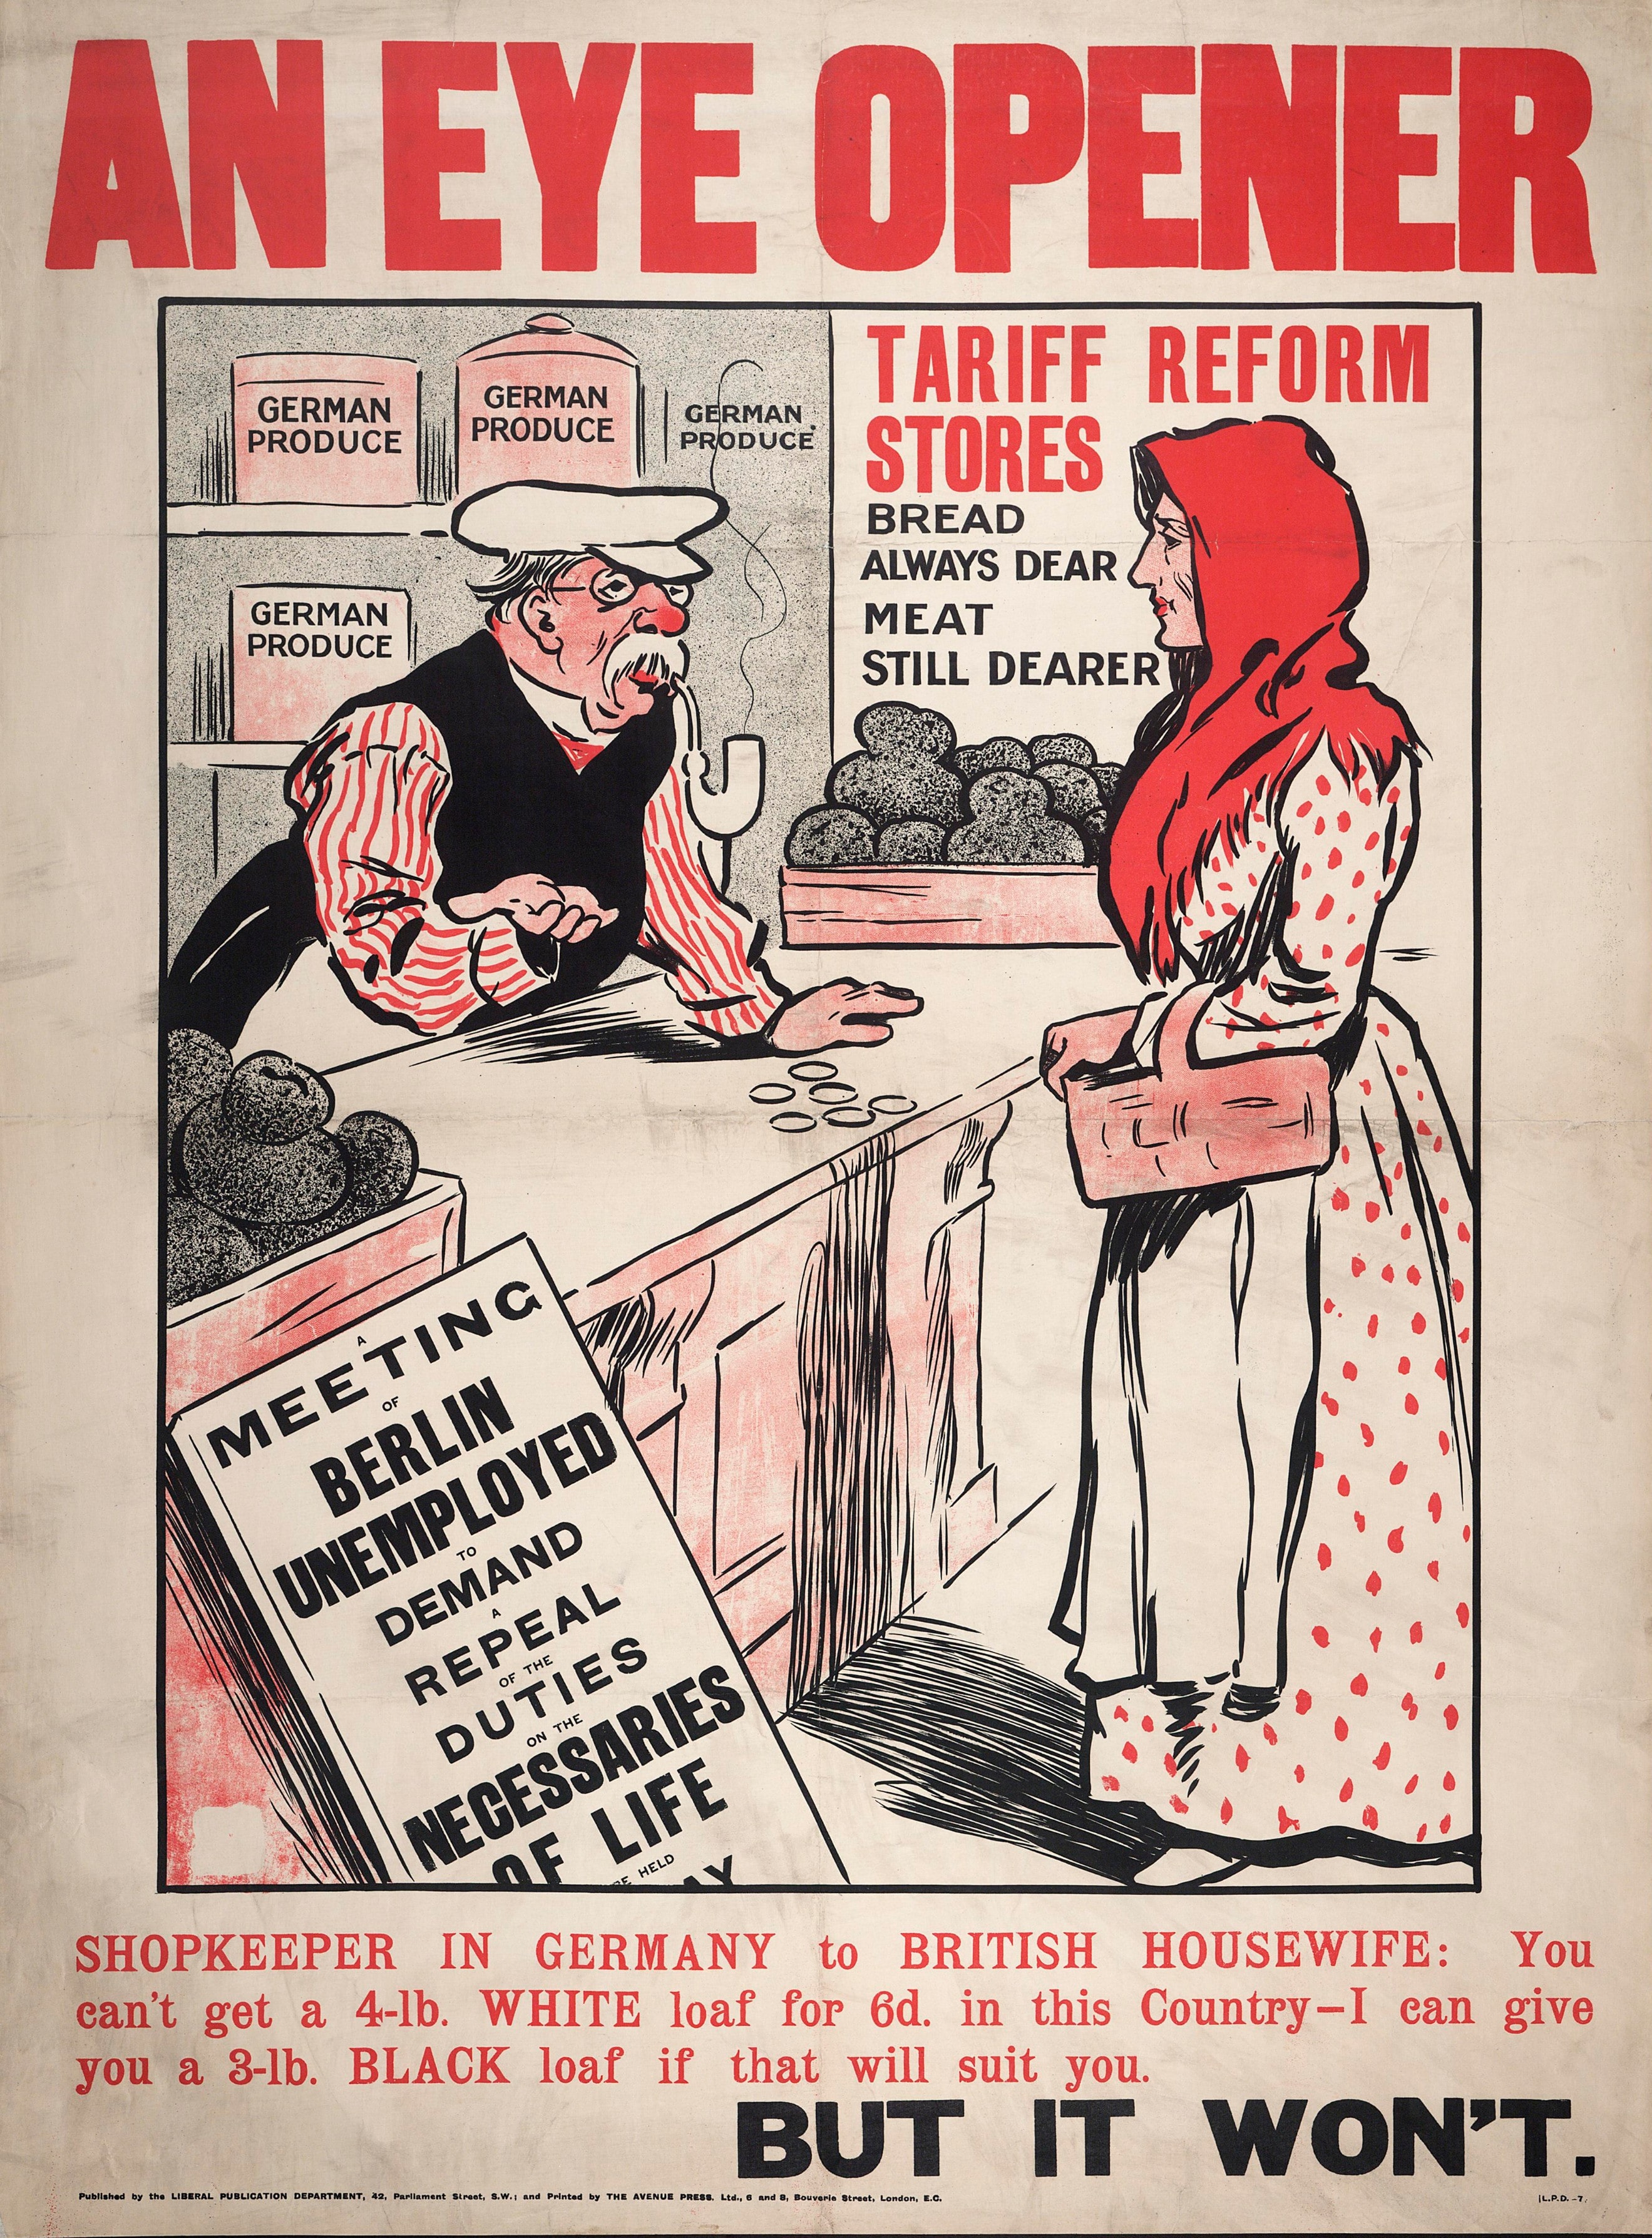 AN EYE OPENER
GERMAN
PRODUCE
GERMAN
PRODUCE
GERMAN
PRODUCE
GERMAN
PRODUCE
TARIFF REFORM
STORES
BREAD
ALWAYS DEAR
MEAT
STILL DEARER
A
MEETING
OF
BERLIN
UNEMPLOYED
TO
DEMAND
A
REPEAL
OF THE
DUTIES
ON THE
NECESSARIES
OF LIFE
BE HELD
AY
SHOPKEEPER IN GERMANY to BRITISH HOUSEWIFE: You
can't get a 4-lb. WHITE loaf for 6d. in this Country—I can give
you a 3-lb. BLACK loaf if that will suit you.
BUT IT WON'T.
Published by the LIBERAL PUBLICATION DEPARTMENT, 42, Parliament Street, S.W.; and Printed by THE AVENUE PRESS, Ltd., 6 and 8, Bouverie Street, London, E.C.
L.P.D.—7.